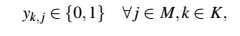 y_{k,j} ∈ {0,1} ∀j ∈ M, k ∈ K,